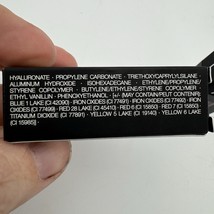 HYALURONATE • PROPYLENE CARBONATE • TRIETHOXYCAPRYLYLSILANE •
ALUMINUM HYDROXIDE • ISOHEXADECANE • ETHYLENE/PROPYLENE/
STYRENE COPOLYMER • BUTYLENE/ETHYLENE/STYRENE COPOLYMER •
ETHYL VANILLIN • PHENOXYETHANOL • [+/- (MAY CONTAIN/PEUT CONTENIR):
BLUE 1 LAKE (CI 42090) • IRON OXIDES (CI 77491) • IRON OXIDES (CI 77492)
• IRON OXIDES (CI 77499) • RED 28 LAKE (CI 45410) • RED 6 (CI 15850) • RED 7 (CI 15850) •
TITANIUM DIOXIDE (CI 77891) • YELLOW 5 LAKE (CI 19140) • YELLOW 6 LAKE
(CI 15985)]